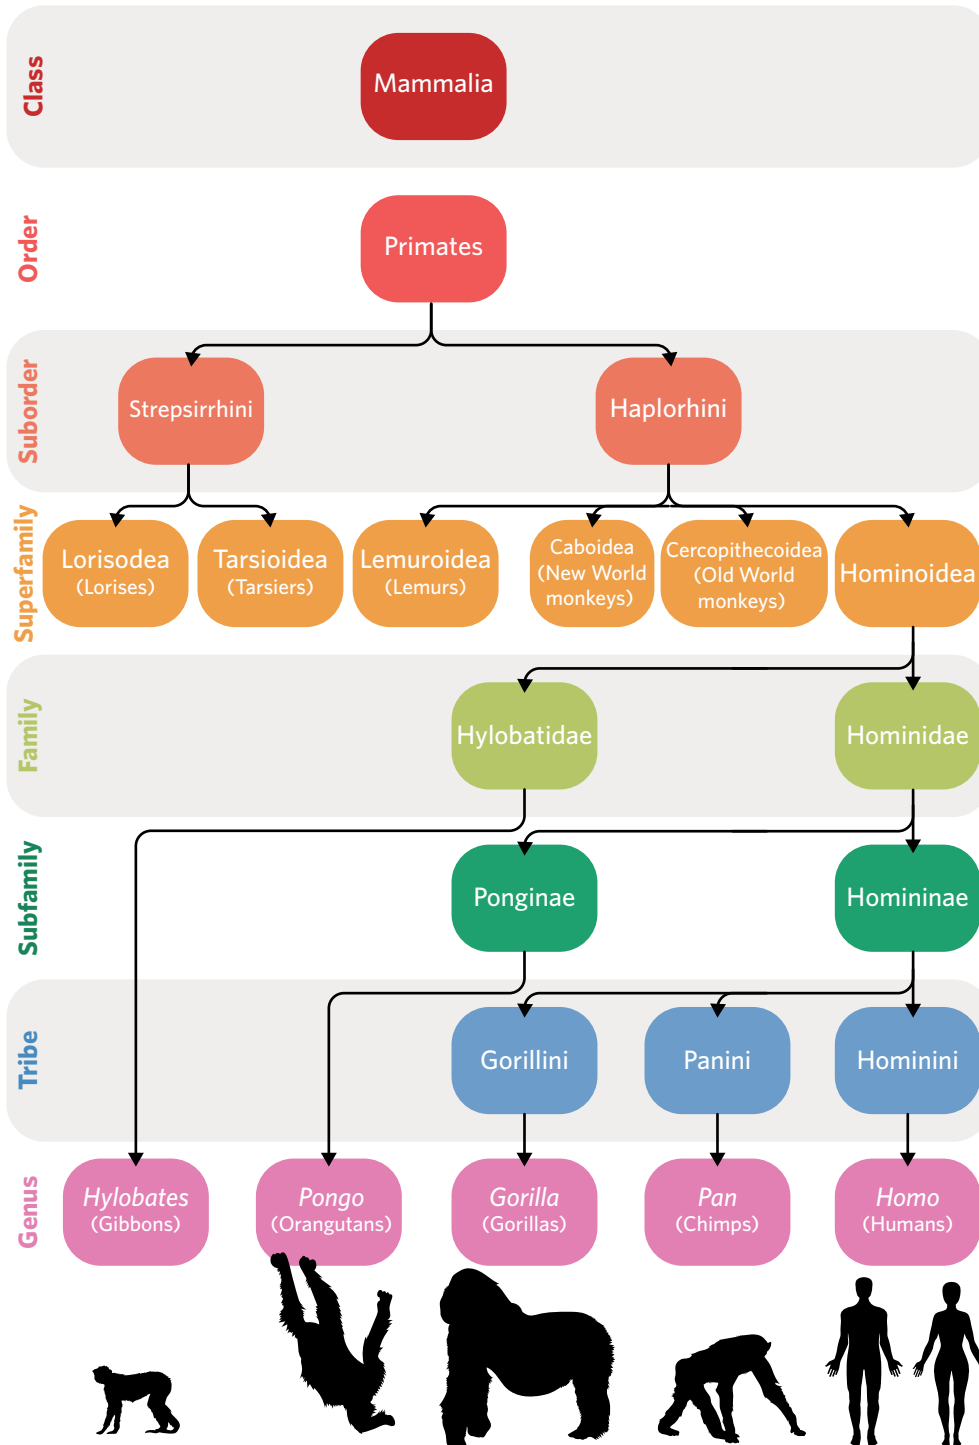 Class
Mammalia
Order
Primates
Suborder
Strepsirrhini
Haplorhini
Superfamily
Lorisodea
(Lorises)
Tarsioidea
(Tarsiers)
Lemuroidea
(Lemurs)
Caboidea
(New World
monkeys)
Cercopithecoidea
(Old World
monkeys)
Hominoidea
Family
Hylobatidae
Hominidae
Subfamily
Ponginae
Homininae
Tribe
Gorillini
Panini
Hominini
Genus
Hylobates
(Gibbons)
Pongo
(Orangutans)
Gorilla
(Gorillas)
Pan
(Chimps)
Homo
(Humans)